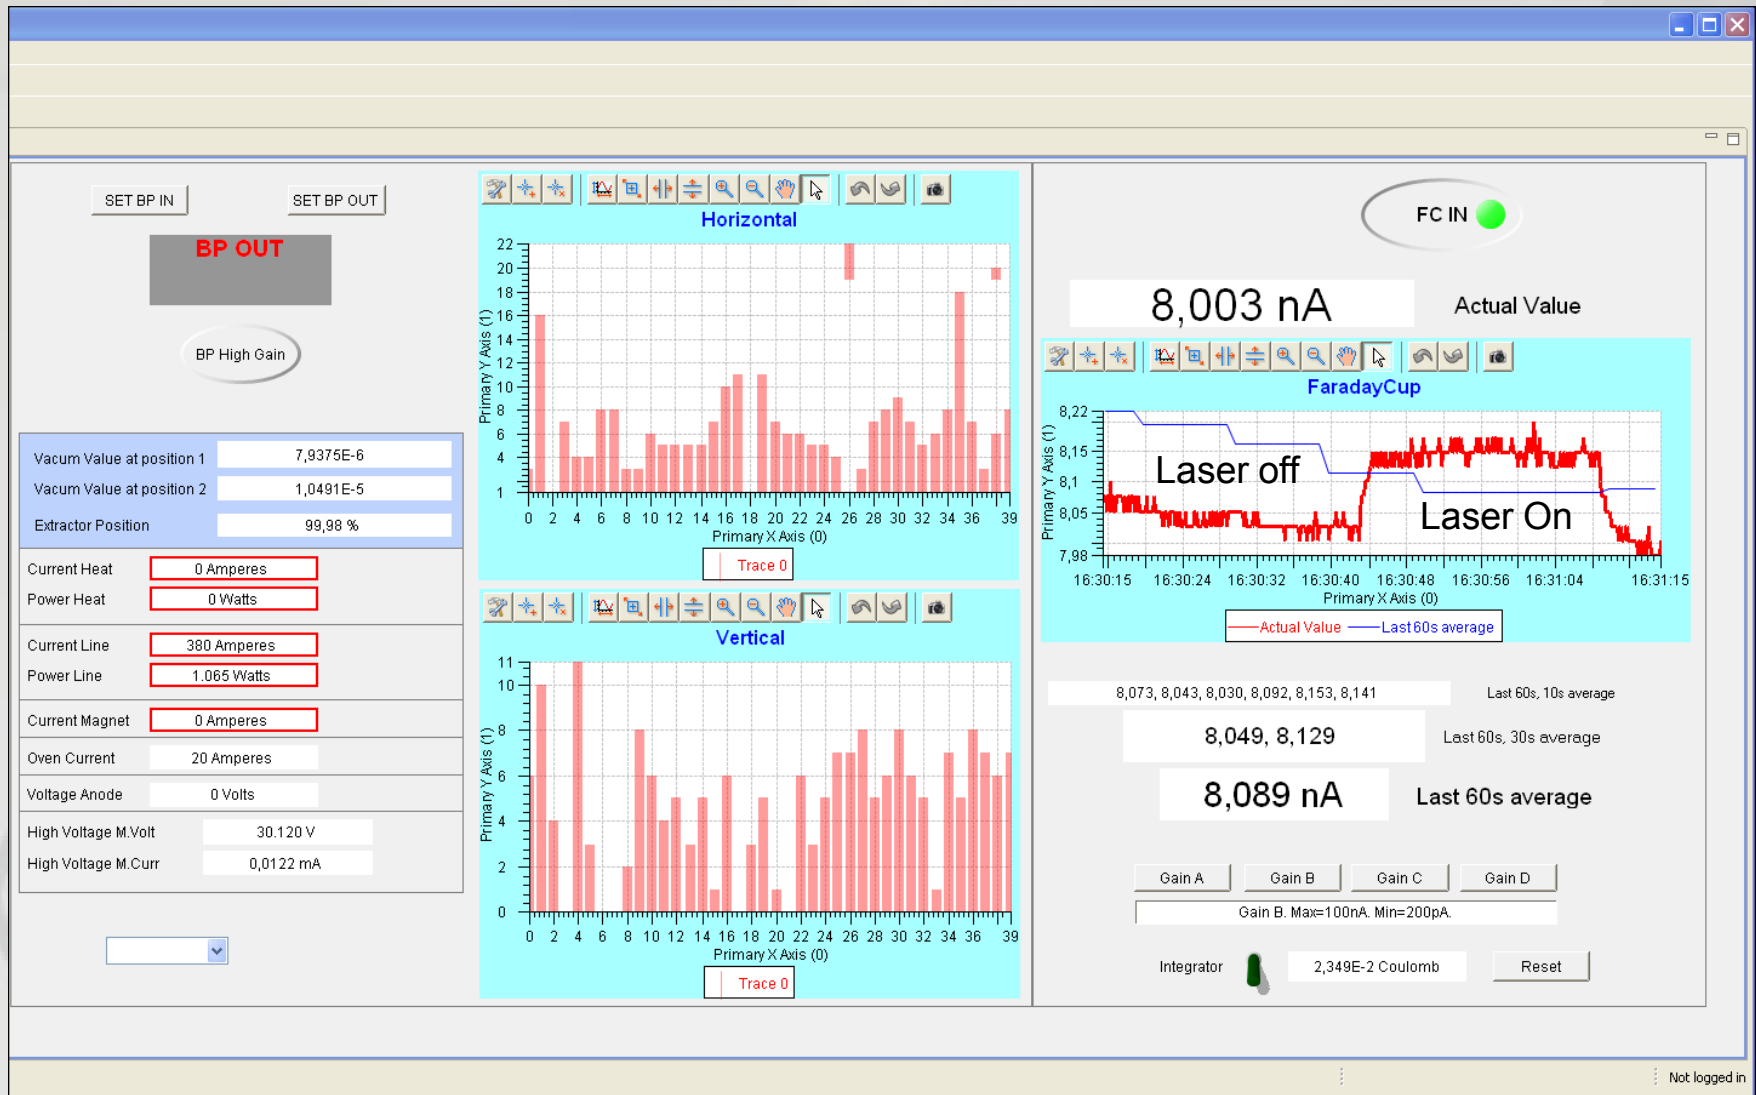 SET BP IN
SET BP OUT
BP OUT
BP High Gain
Vacum Value at position 1 7,9375E-6
Vacum Value at position 2 1,0491E-5
Extractor Position 99,98 %
Current Heat 0 Amperes
Power Heat 0 Watts
Current Line 380 Amperes
Power Line 1.065 Watts
Current Magnet 0 Amperes
Oven Current 20 Amperes
Voltage Anode 0 Volts
High Voltage M.Volt 30.120 V
High Voltage M.Curr 0,0122 mA
Horizontal
Primary Y Axis (1)
22
20
18
16
14
12
10
8
6
4
1
0 2 4 6 8 10 12 14 16 18 20 22 24 26 28 30 32 34 36 39
Primary X Axis (0)
Trace 0
Vertical
Primary Y Axis (1)
11
10
8
6
4
2
0
0 2 4 6 8 10 12 14 16 18 20 22 24 26 28 30 32 34 36 39
Primary X Axis (0)
Trace 0
FC IN
8,003 nA Actual Value
FaradayCup
Primary Y Axis (1)
8,22
8,15
8,1
8,05
7,98
Laser off
Laser On
16:30:15 16:30:24 16:30:32 16:30:40 16:30:48 16:30:56 16:31:04 16:31:15
Primary X Axis (0)
Actual Value Last 60s average
8,073, 8,043, 8,030, 8,092, 8,153, 8,141 Last 60s, 10s average
8,049, 8,129 Last 60s, 30s average
8,089 nA Last 60s average
Gain A Gain B Gain C Gain D
Gain B. Max=100nA. Min=200pA.
Integrator 2,349E-2 Coulomb Reset
Not logged in